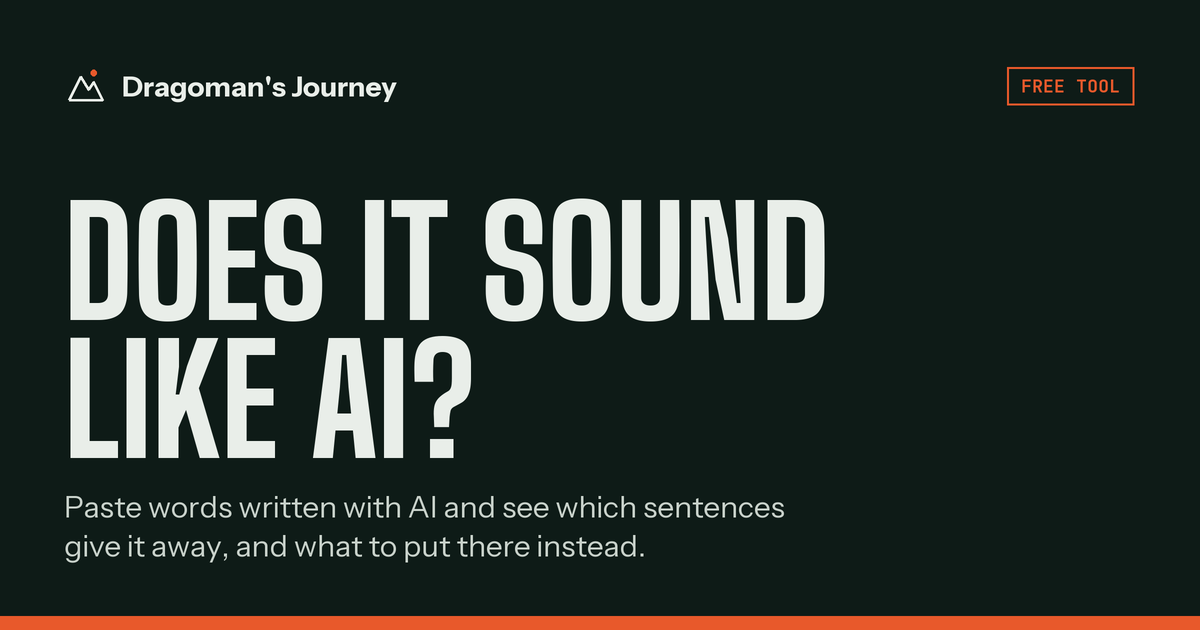 Dragoman's Journey
FREE TOOL
DOES IT SOUND
LIKE AI?
Paste words written with AI and see which sentences
give it away, and what to put there instead.